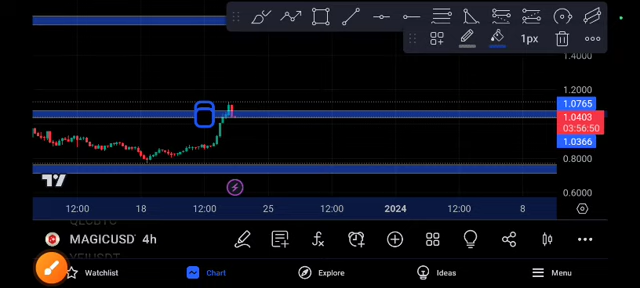 1px
1.4000
1.2000
1.0765
1.0403
03:56:50
1.0366
0.8000
0.6000
12:00 18 12:00 25 12:00 2024 12:00 8
MAGICUSD 4h
YFIUSDT
Watchlist Chart Explore Ideas Menu